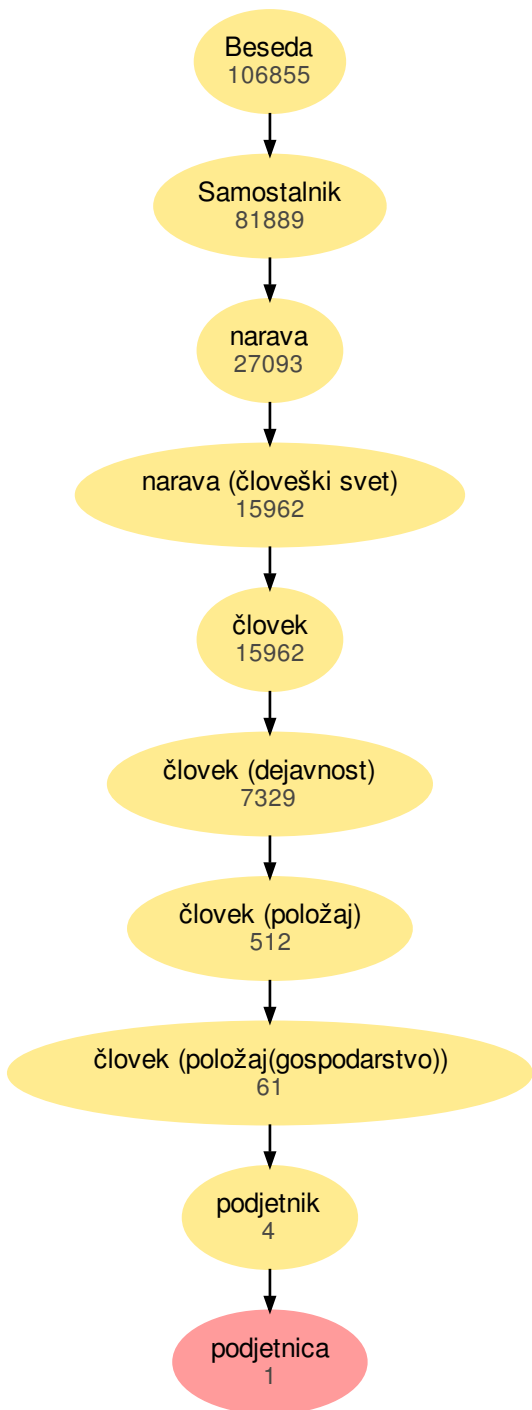 Beseda
106855
Samostalnik
81889
narava
27093
narava (človeški svet)
15962
človek
15962
človek (dejavnost)
7329
človek (položaj)
512
človek (položaj(gospodarstvo))
61
podjetnik
4
podjetnica
1